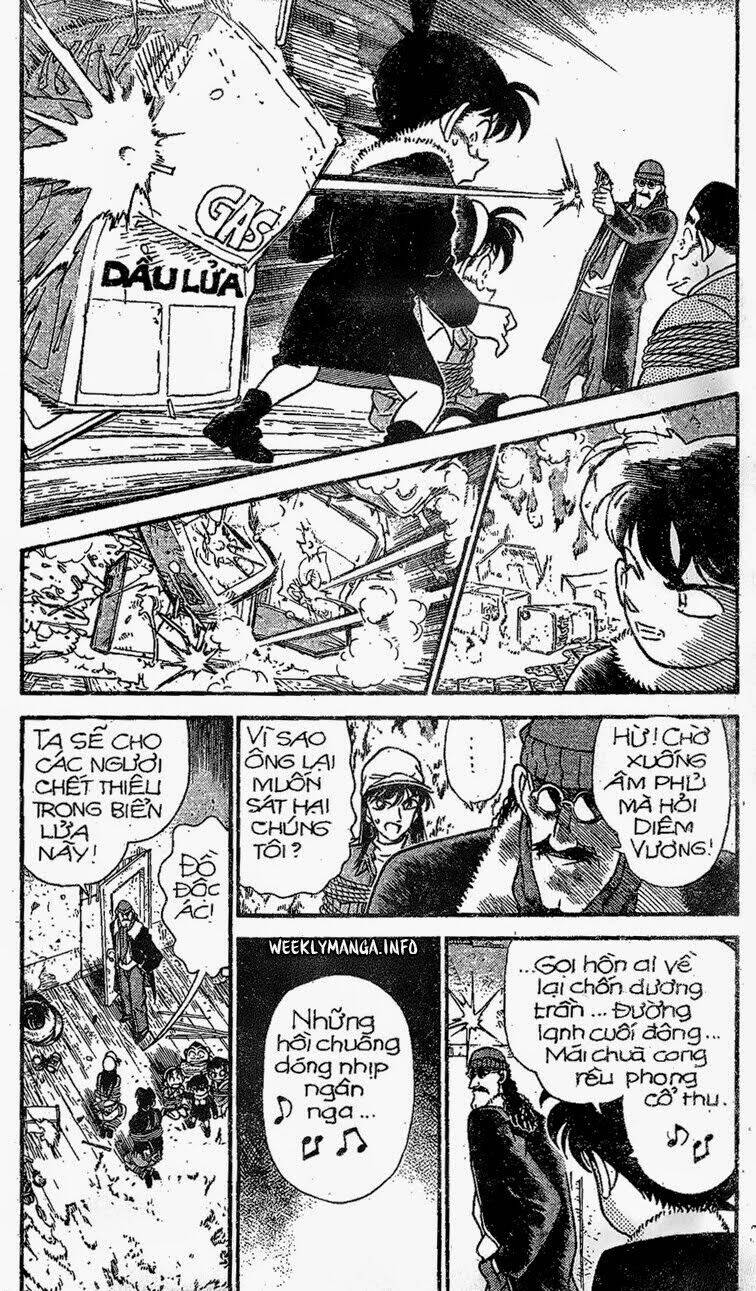 GAS
DẦU LỬA
HỪ! CHỜ
XUỐNG
ÂM PHỦ
MÀ HỎI
DIÊM
VƯƠNG!
....
VÌ SAO
ÔNG LẠI
MUỐN
SÁT HẠI
CHÚNG
TÔI?
TA SẼ CHO
CÁC NGƯƠI
CHẾT THIÊU
TRONG BIỂN
LỬA
NÀY!
ĐỒ
ĐỘC
ÁC!
WEEKLYMANGA.INFO
...Gọi hồn ai về
lại chốn dương
trần ... Đường
lạnh cuối đông...
Mái chùa cong
rêu phong
cổ thụ.
Những
hồi chuông
dóng nhịp
ngân
nga ...